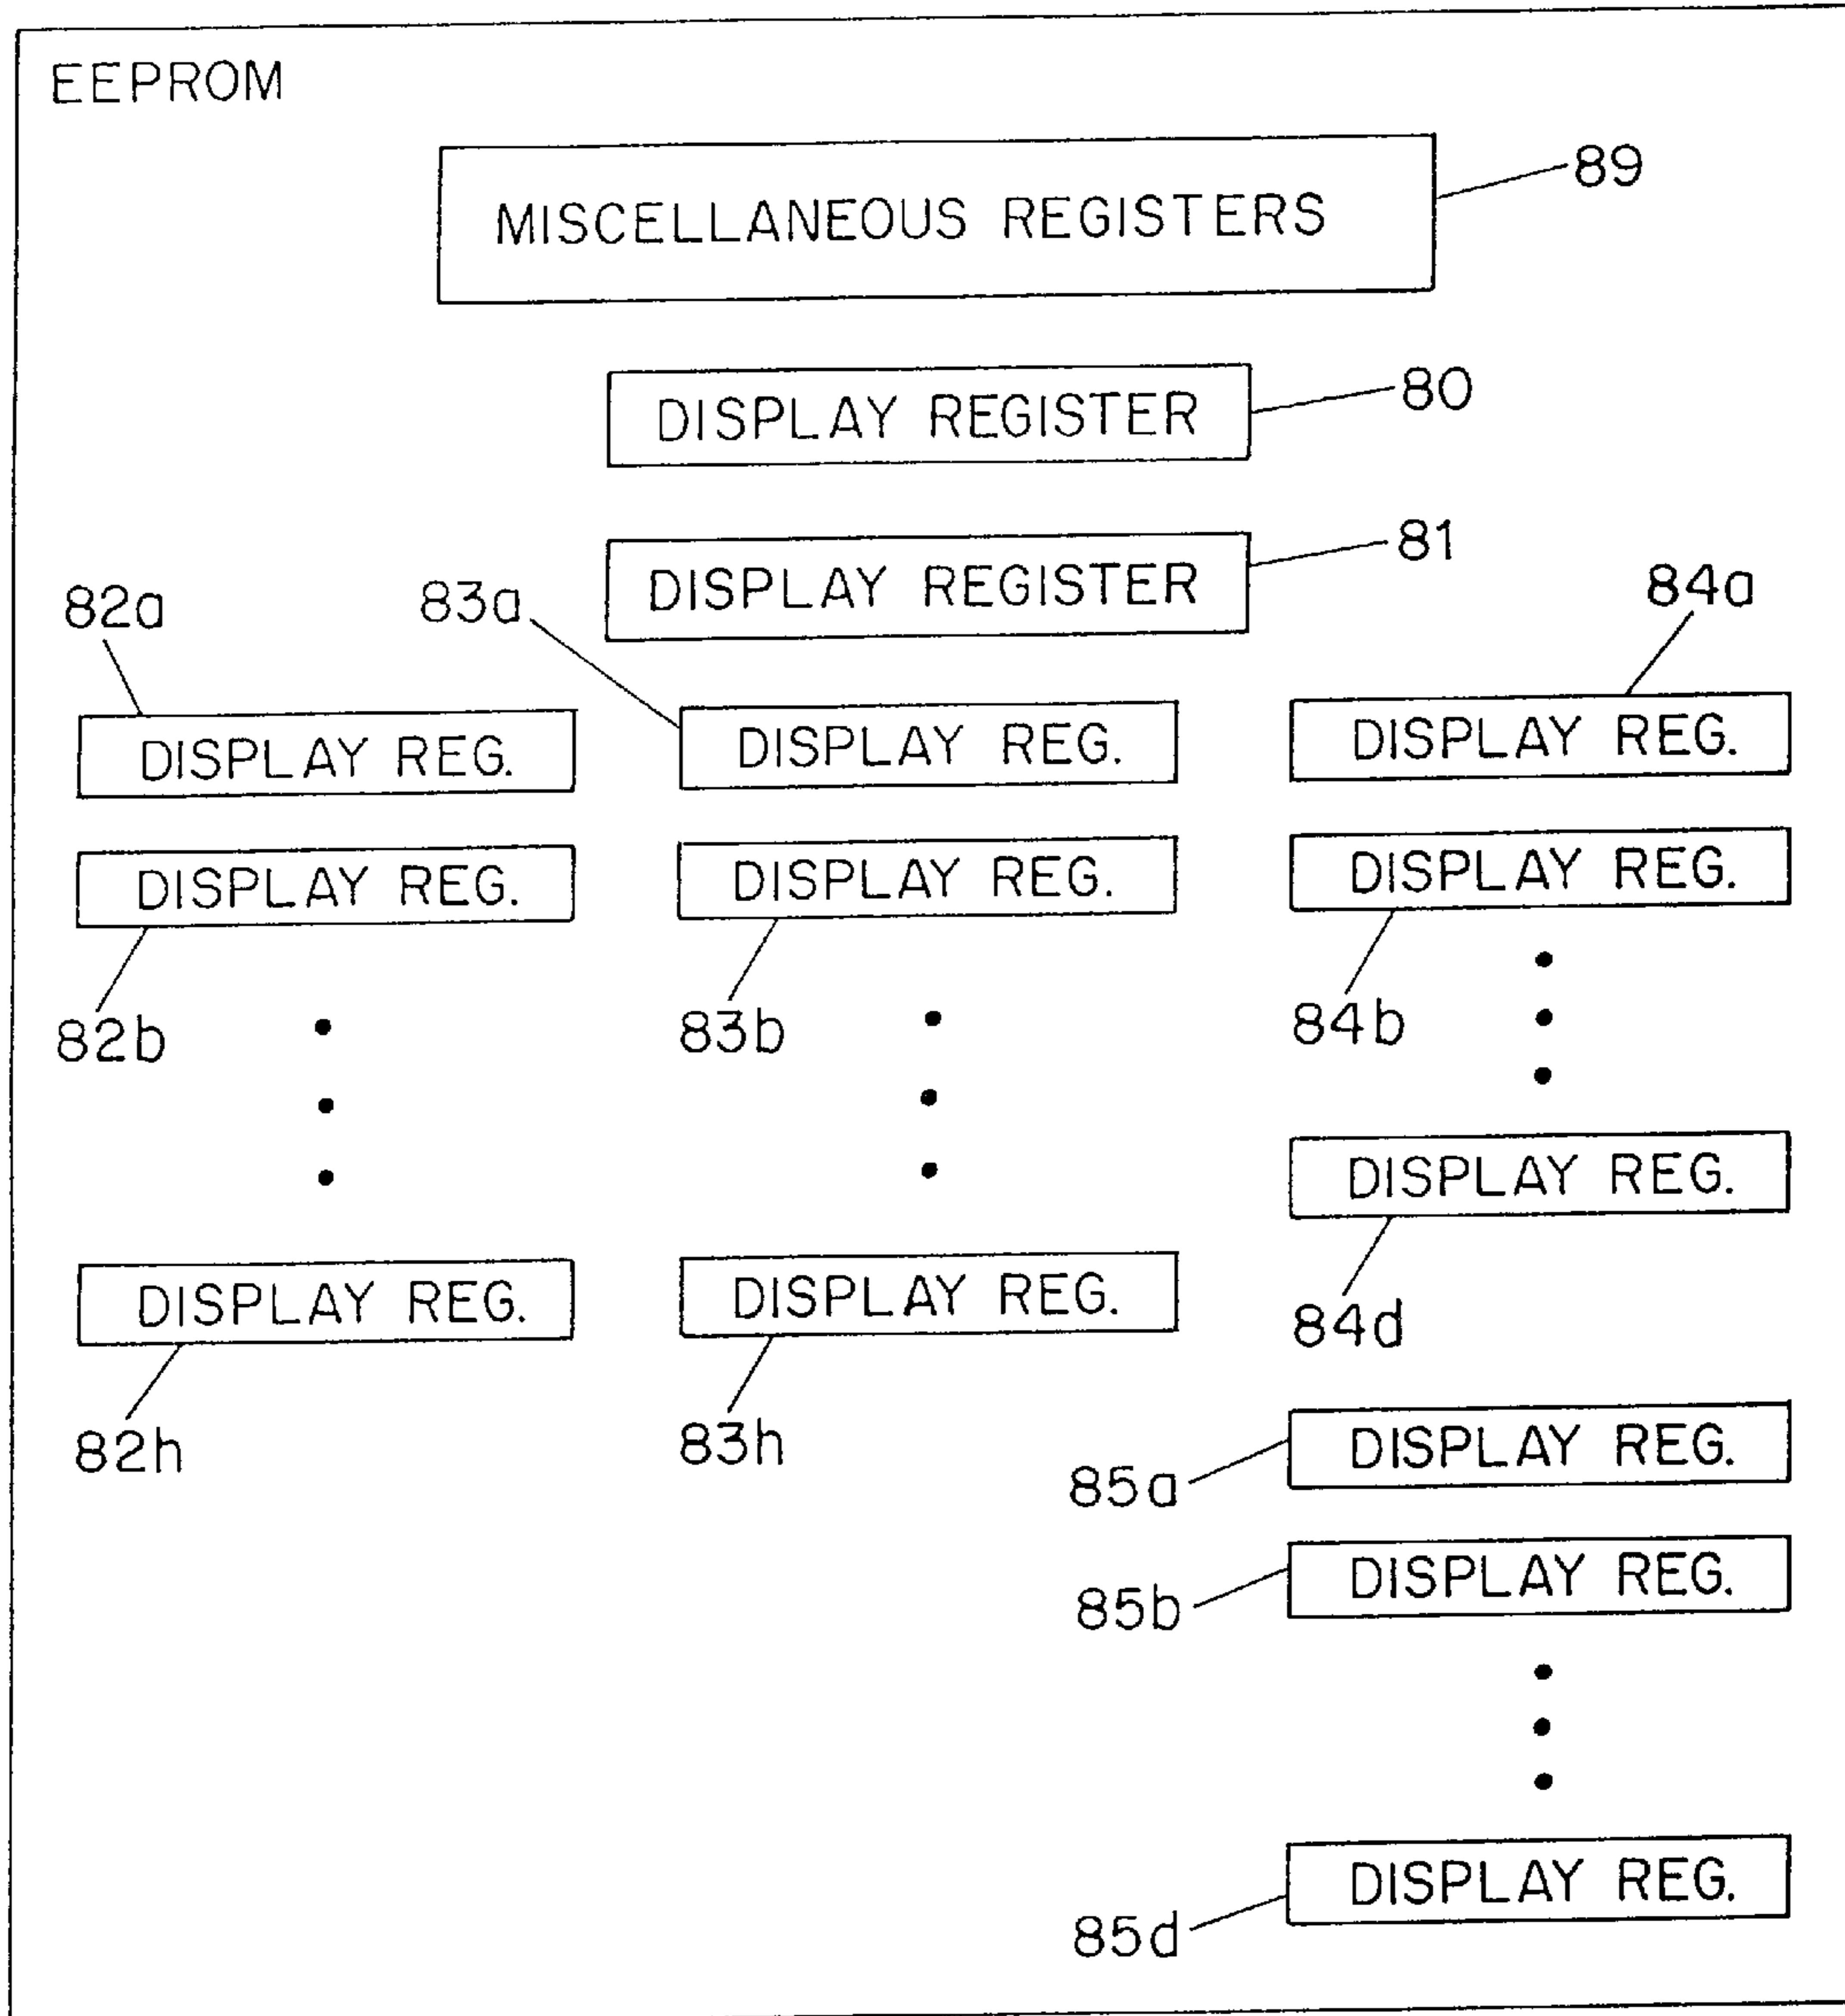 EEPROM
MISCELLANEOUS REGISTERS
89
DISPLAY REGISTER
80
DISPLAY REGISTER
81
82a
83a
84a
DISPLAY REG.
DISPLAY REG.
DISPLAY REG.
DISPLAY REG.
DISPLAY REG.
DISPLAY REG.
82b
83b
84b
DISPLAY REG.
84d
DISPLAY REG.
DISPLAY REG.
82h
83h
DISPLAY REG.
85a
DISPLAY REG.
85b
DISPLAY REG.
85d